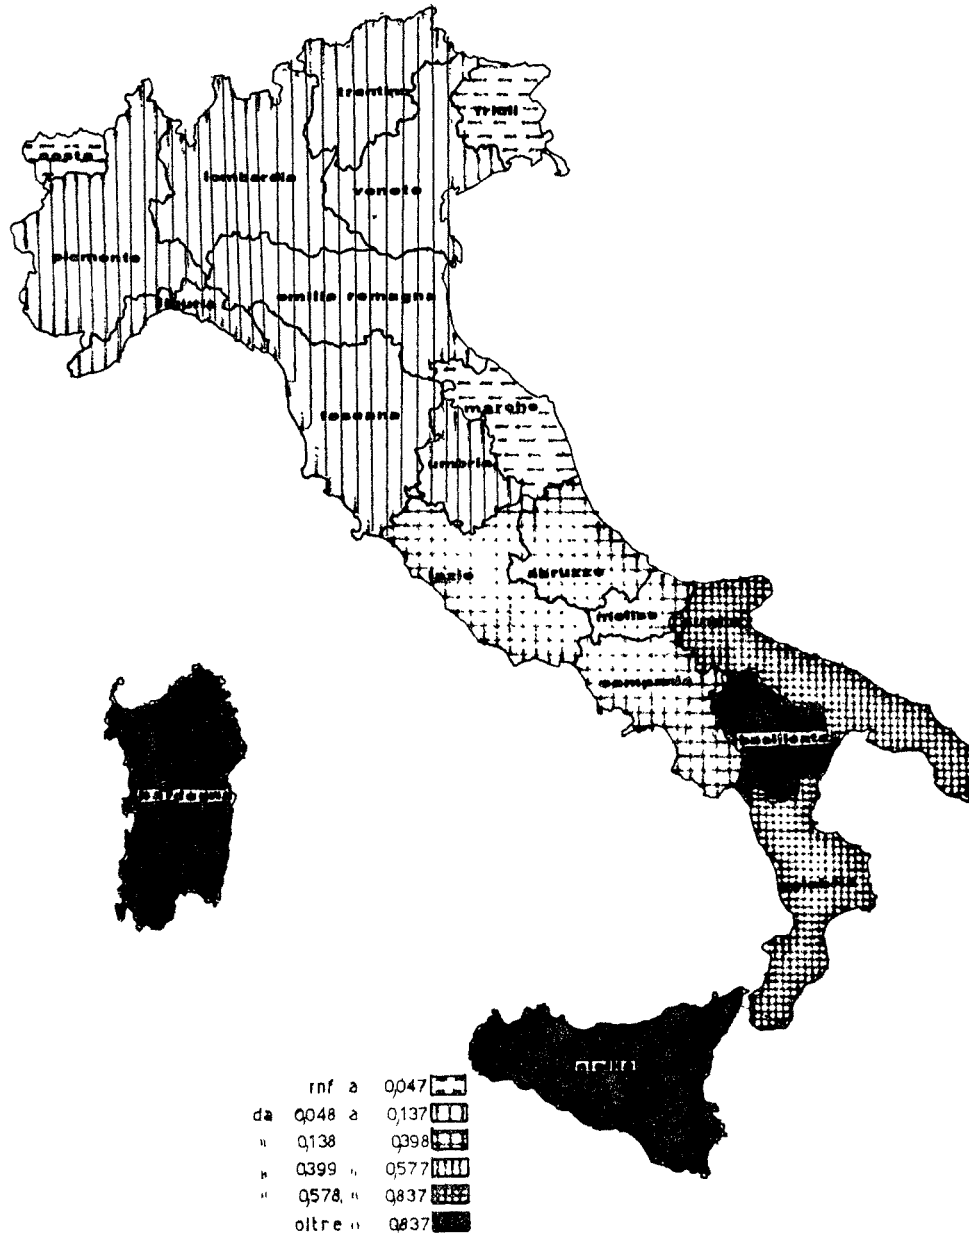 trentino
friuli
aosta
lombardia
veneto
piemonte
emilia romagna
liguria
marche
toscana
umbria
lazio
abruzzo
molise
campania
basilicata
sardegna
calabria
inf a 0,047
da 0,048 a 0,137
" 0,138 0,398
" 0,399 " 0,577
" 0,578 " 0,837
oltre " 0,837